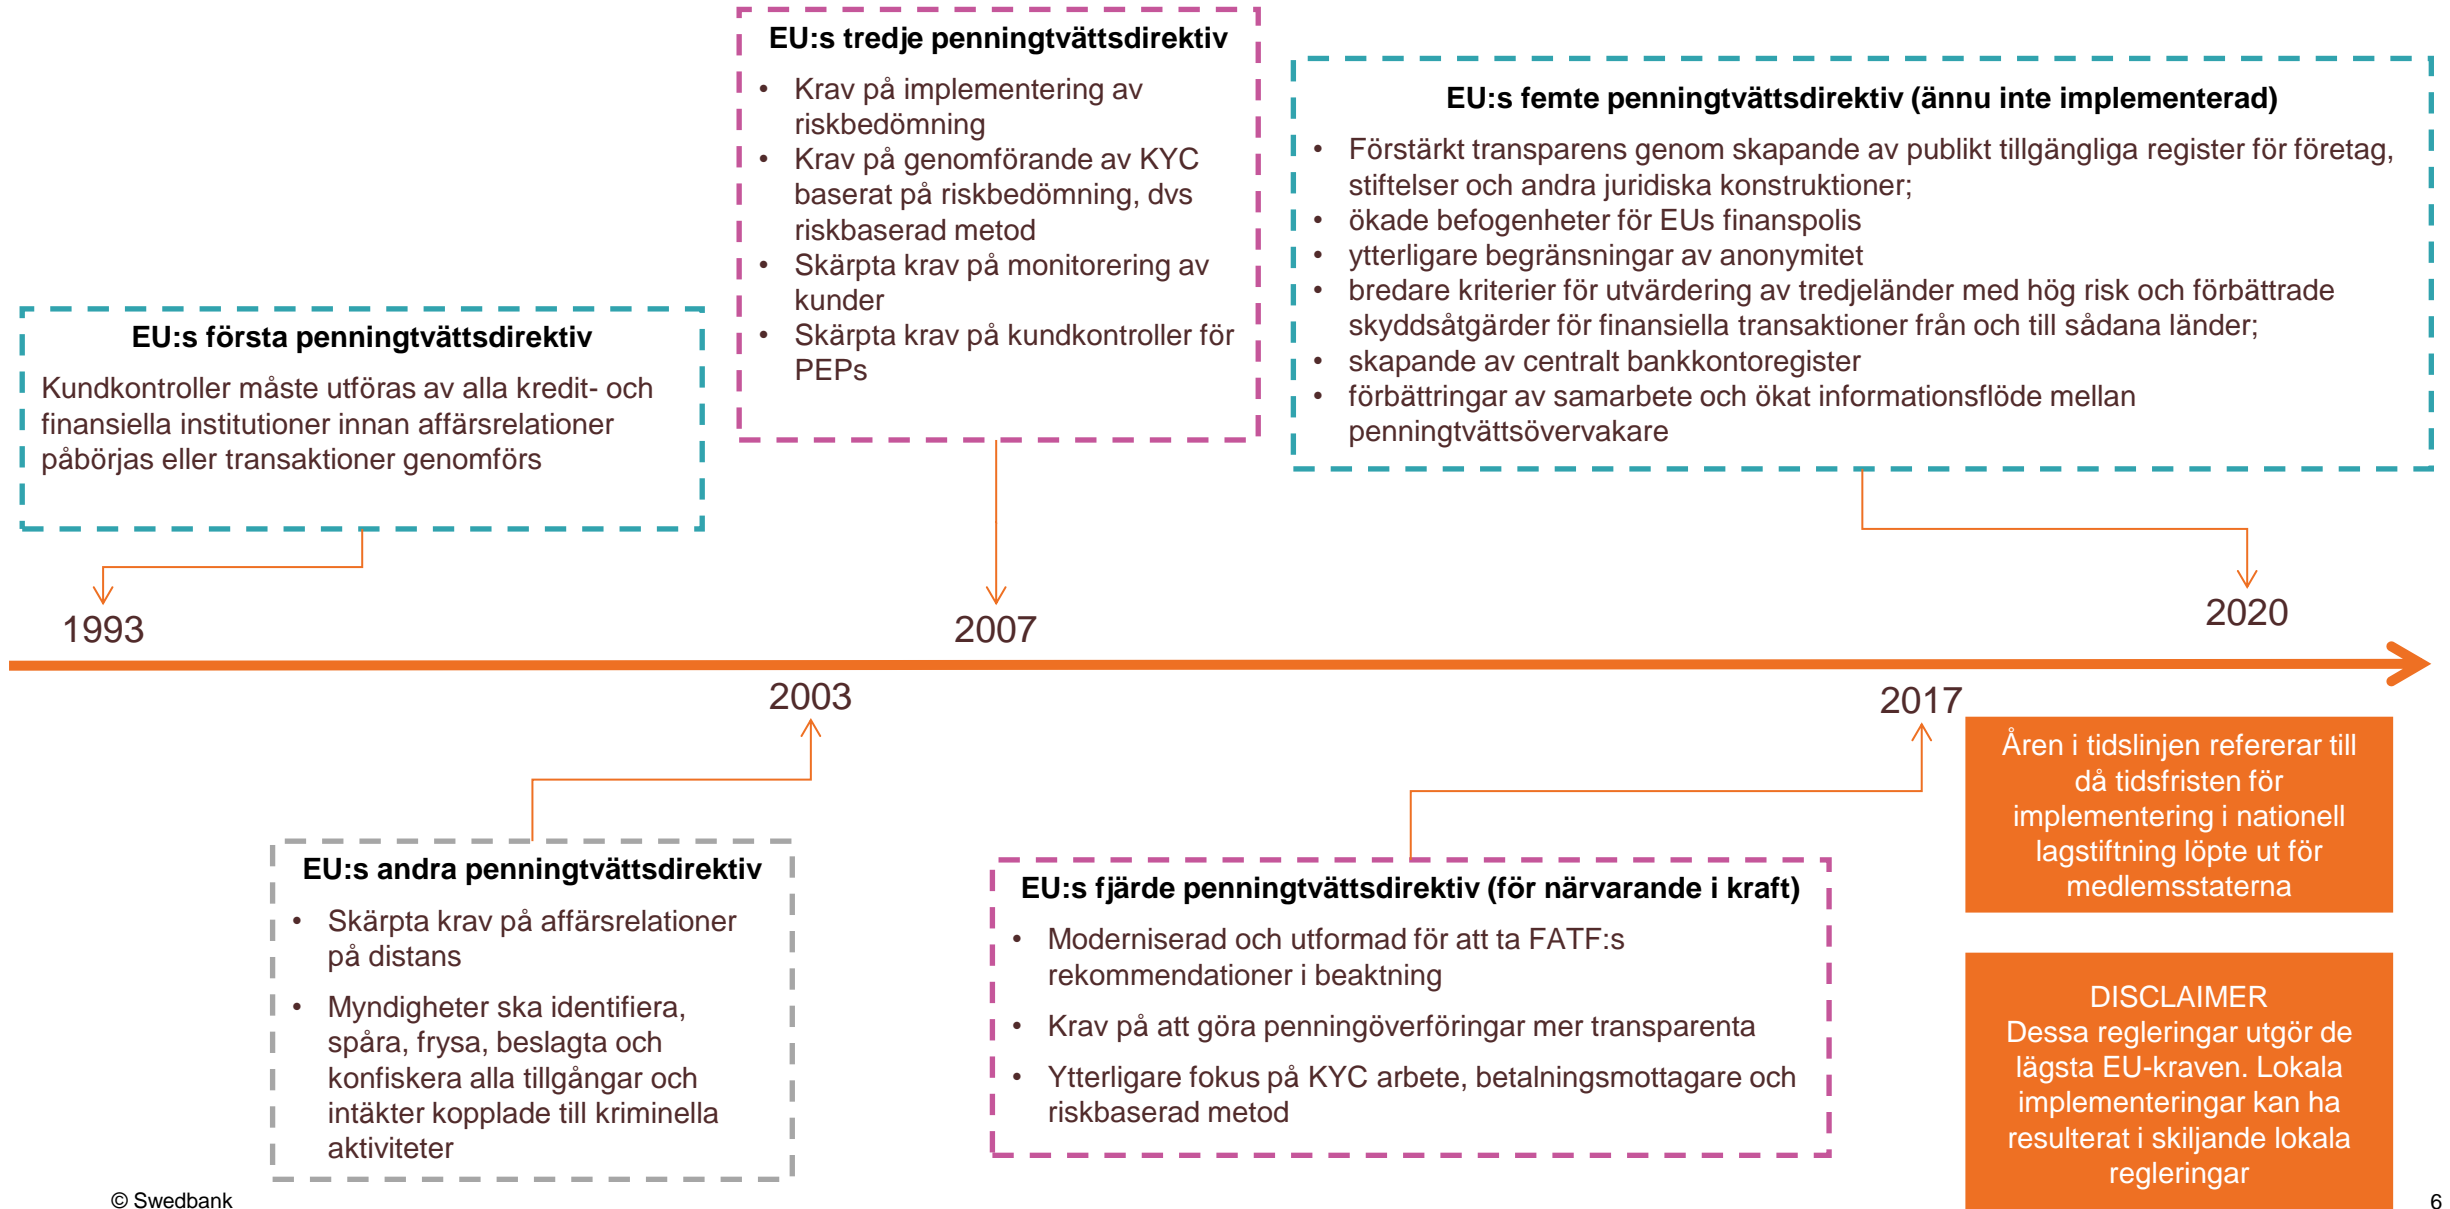 EU:s tredje penningtvättsdirektiv
• Krav på implementering av
riskbedömning
• Krav på genomförande av KYC
baserat på riskbedömning, dvs
riskbaserad metod
• Skärpta krav på monitorering av
kunder
• Skärpta krav på kundkontroller för
PEPs
EU:s femte penningtvättsdirektiv (ännu inte implementerad)
• Förstärkt transparens genom skapande av publikt tillgängliga register för företag,
stiftelser och andra juridiska konstruktioner;
• ökade befogenheter för EUs finanspolis
• ytterligare begränsningar av anonymitet
• bredare kriterier för utvärdering av tredjeländer med hög risk och förbättrade
skyddsåtgärder för finansiella transaktioner från och till sådana länder;
• skapande av centralt bankkontoregister
• förbättringar av samarbete och ökat informationsflöde mellan
penningtvättsövervakare
EU:s första penningtvättsdirektiv
Kundkontroller måste utföras av alla kredit- och
finansiella institutioner innan affärsrelationer
påbörjas eller transaktioner genomförs
1993
2007
2020
2003
2017
EU:s andra penningtvättsdirektiv
• Skärpta krav på affärsrelationer
på distans
• Myndigheter ska identifiera,
spåra, frysa, beslagta och
konfiskera alla tillgångar och
intäkter kopplade till kriminella
aktiviteter
EU:s fjärde penningtvättsdirektiv (för närvarande i kraft)
• Moderniserad och utformad för att ta FATF:s
rekommendationer i beaktning
• Krav på att göra penningöverföringar mer transparenta
• Ytterligare fokus på KYC arbete, betalningsmottagare och
riskbaserad metod
Åren i tidslinjen refererar till
då tidsfristen för
implementering i nationell
lagstiftning löpte ut för
medlemsstaterna
DISCLAIMER
Dessa regleringar utgör de
lägsta EU-kraven. Lokala
implementeringar kan ha
resulterat i skiljande lokala
regleringar
© Swedbank
6